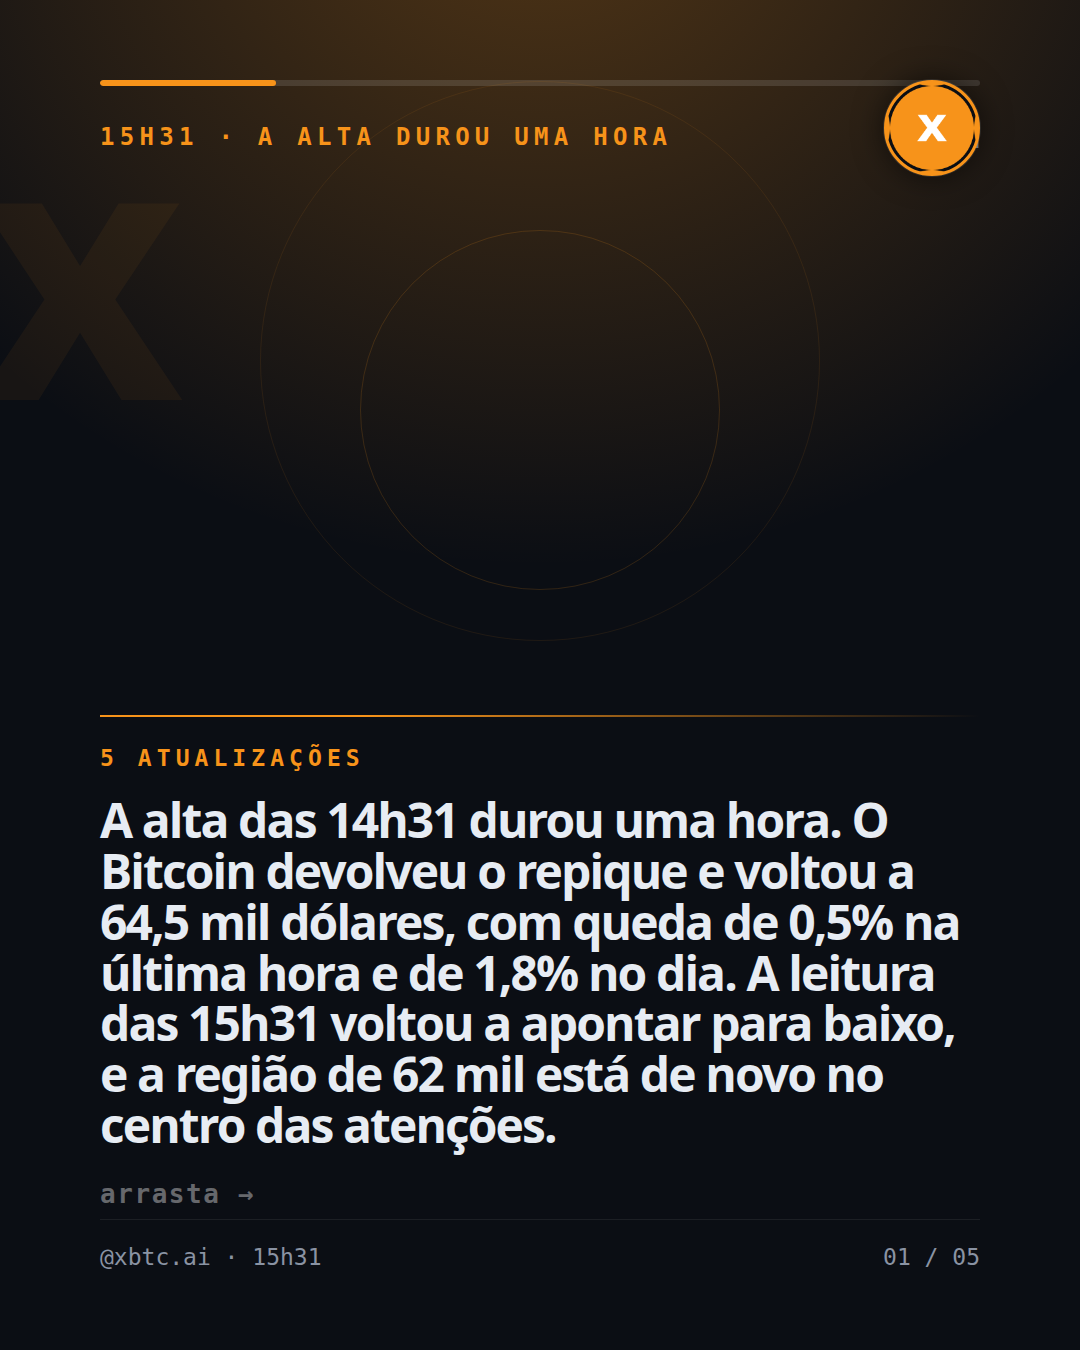 15H31 · A ALTA DUROU UMA HORA
x
x
5 ATUALIZAÇÕES
A alta das 14h31 durou uma hora. O
Bitcoin devolveu o repique e voltou a
64,5 mil dólares, com queda de 0,5% na
última hora e de 1,8% no dia. A leitura
das 15h31 voltou a apontar para baixo,
e a região de 62 mil está de novo no
centro das atenções.
arrasta →
@xbtc.ai · 15h31
01 / 05